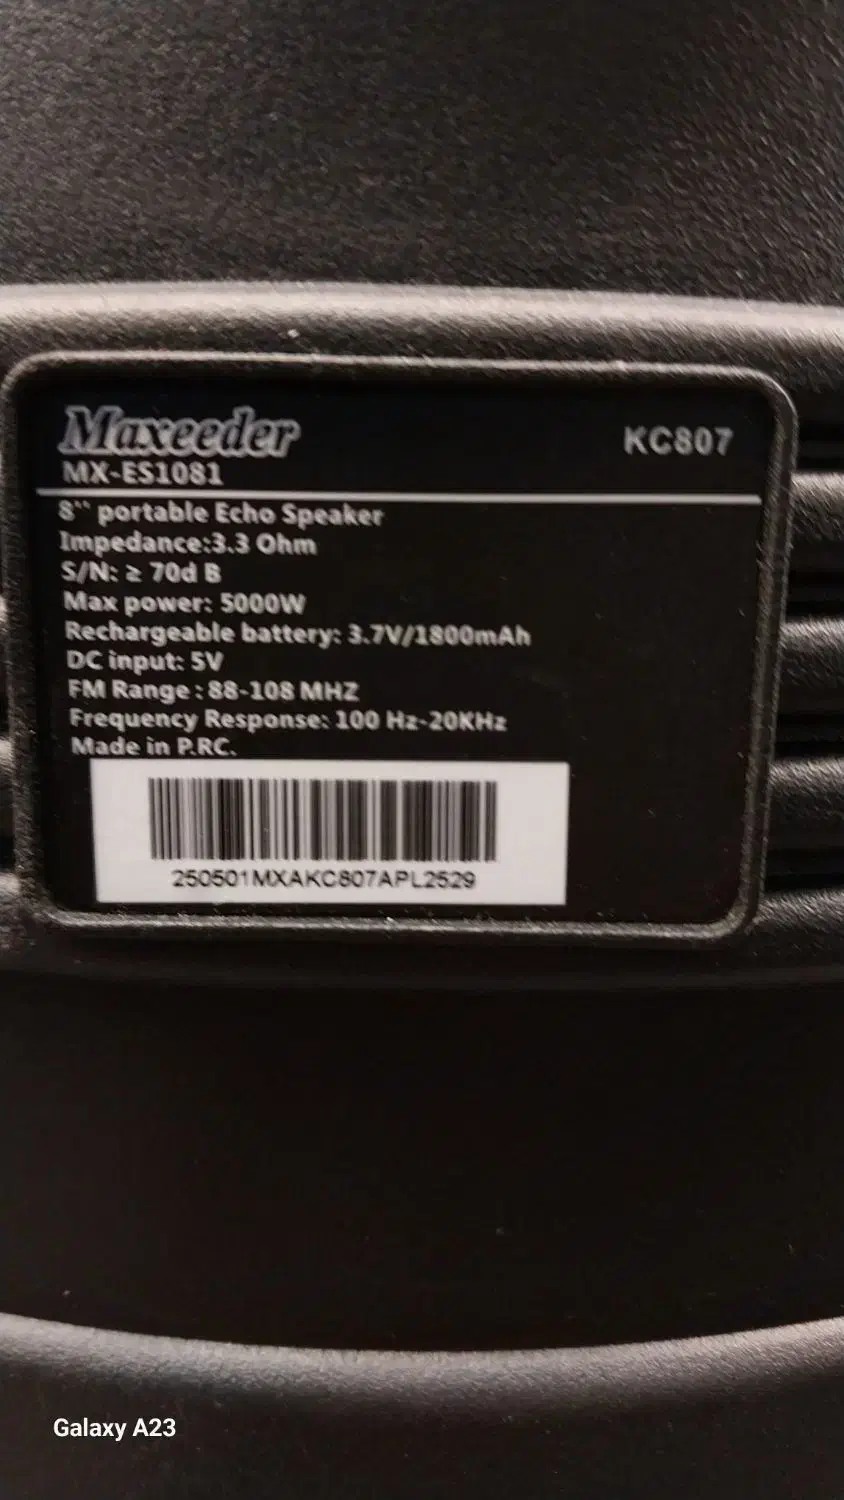 Maxeeder
KC807
MX-ES1081
8`` portable Echo Speaker
Impedance:3.3 Ohm
S/N: ≥ 70d B
Max power: 5000W
Rechargeable battery: 3.7V/1800mAh
DC input: 5V
FM Range : 88-108 MHZ
Frequency Response: 100 Hz-20KHz
Made in P.RC.
250501MXAKC807APL2529
Galaxy A23